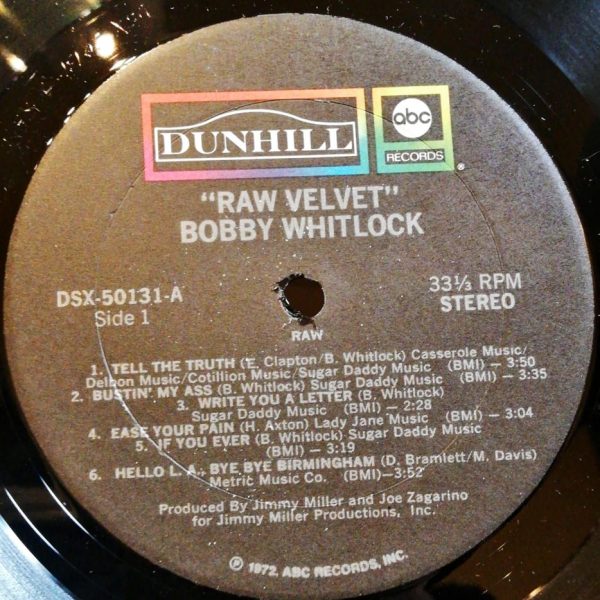 DUNHILL
abc
RECORDS
®
"RAW VELVET"
BOBBY WHITLOCK
DSX-50131-A
Side 1
33⅓ RPM
STEREO
RAW
1. TELL THE TRUTH (E. Clapton/B. Whitlock) Casserole Music/
Delbon Music/Cotillion Music/Sugar Daddy Music (BMI) — 3:50
2. BUSTIN' MY ASS (B. Whitlock) Sugar Daddy Music (BMI) — 3:35
3. WRITE YOU A LETTER (B. Whitlock)
Sugar Daddy Music (BMI) — 2:28
4. EASE YOUR PAIN (H. Axton) Lady Jane Music (BMI) — 3:04
5. IF YOU EVER (B. Whitlock) Sugar Daddy Music
(BMI) — 3:19
6. HELLO L. A., BYE BYE BIRMINGHAM (D. Bramlett/M. Davis)
Metric Music Co. (BMI)—3:52
Produced By Jimmy Miller and Joe Zagarino
for Jimmy Miller Productions, Inc.
℗ 1972, ABC RECORDS, INC.